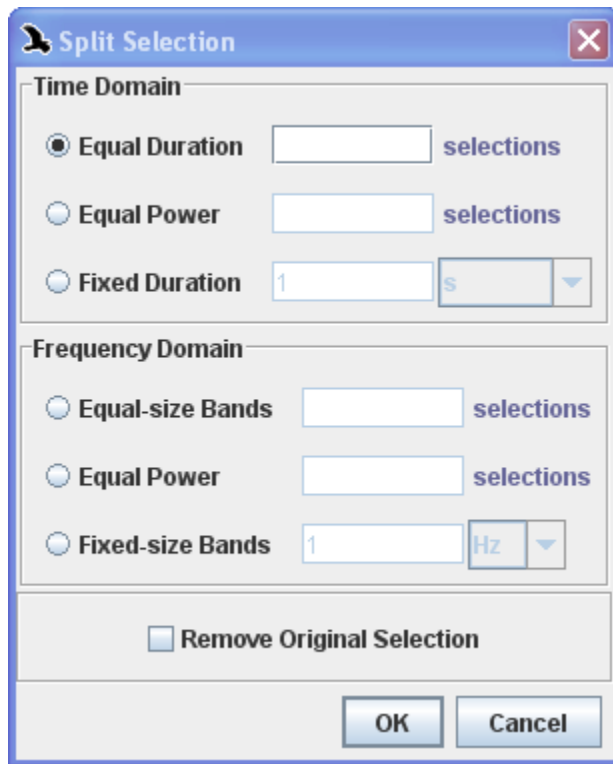 Split Selection
Time Domain
Equal Duration selections
Equal Power selections
Fixed Duration 1 s
Frequency Domain
Equal-size Bands selections
Equal Power selections
Fixed-size Bands 1 Hz
Remove Original Selection
OK Cancel